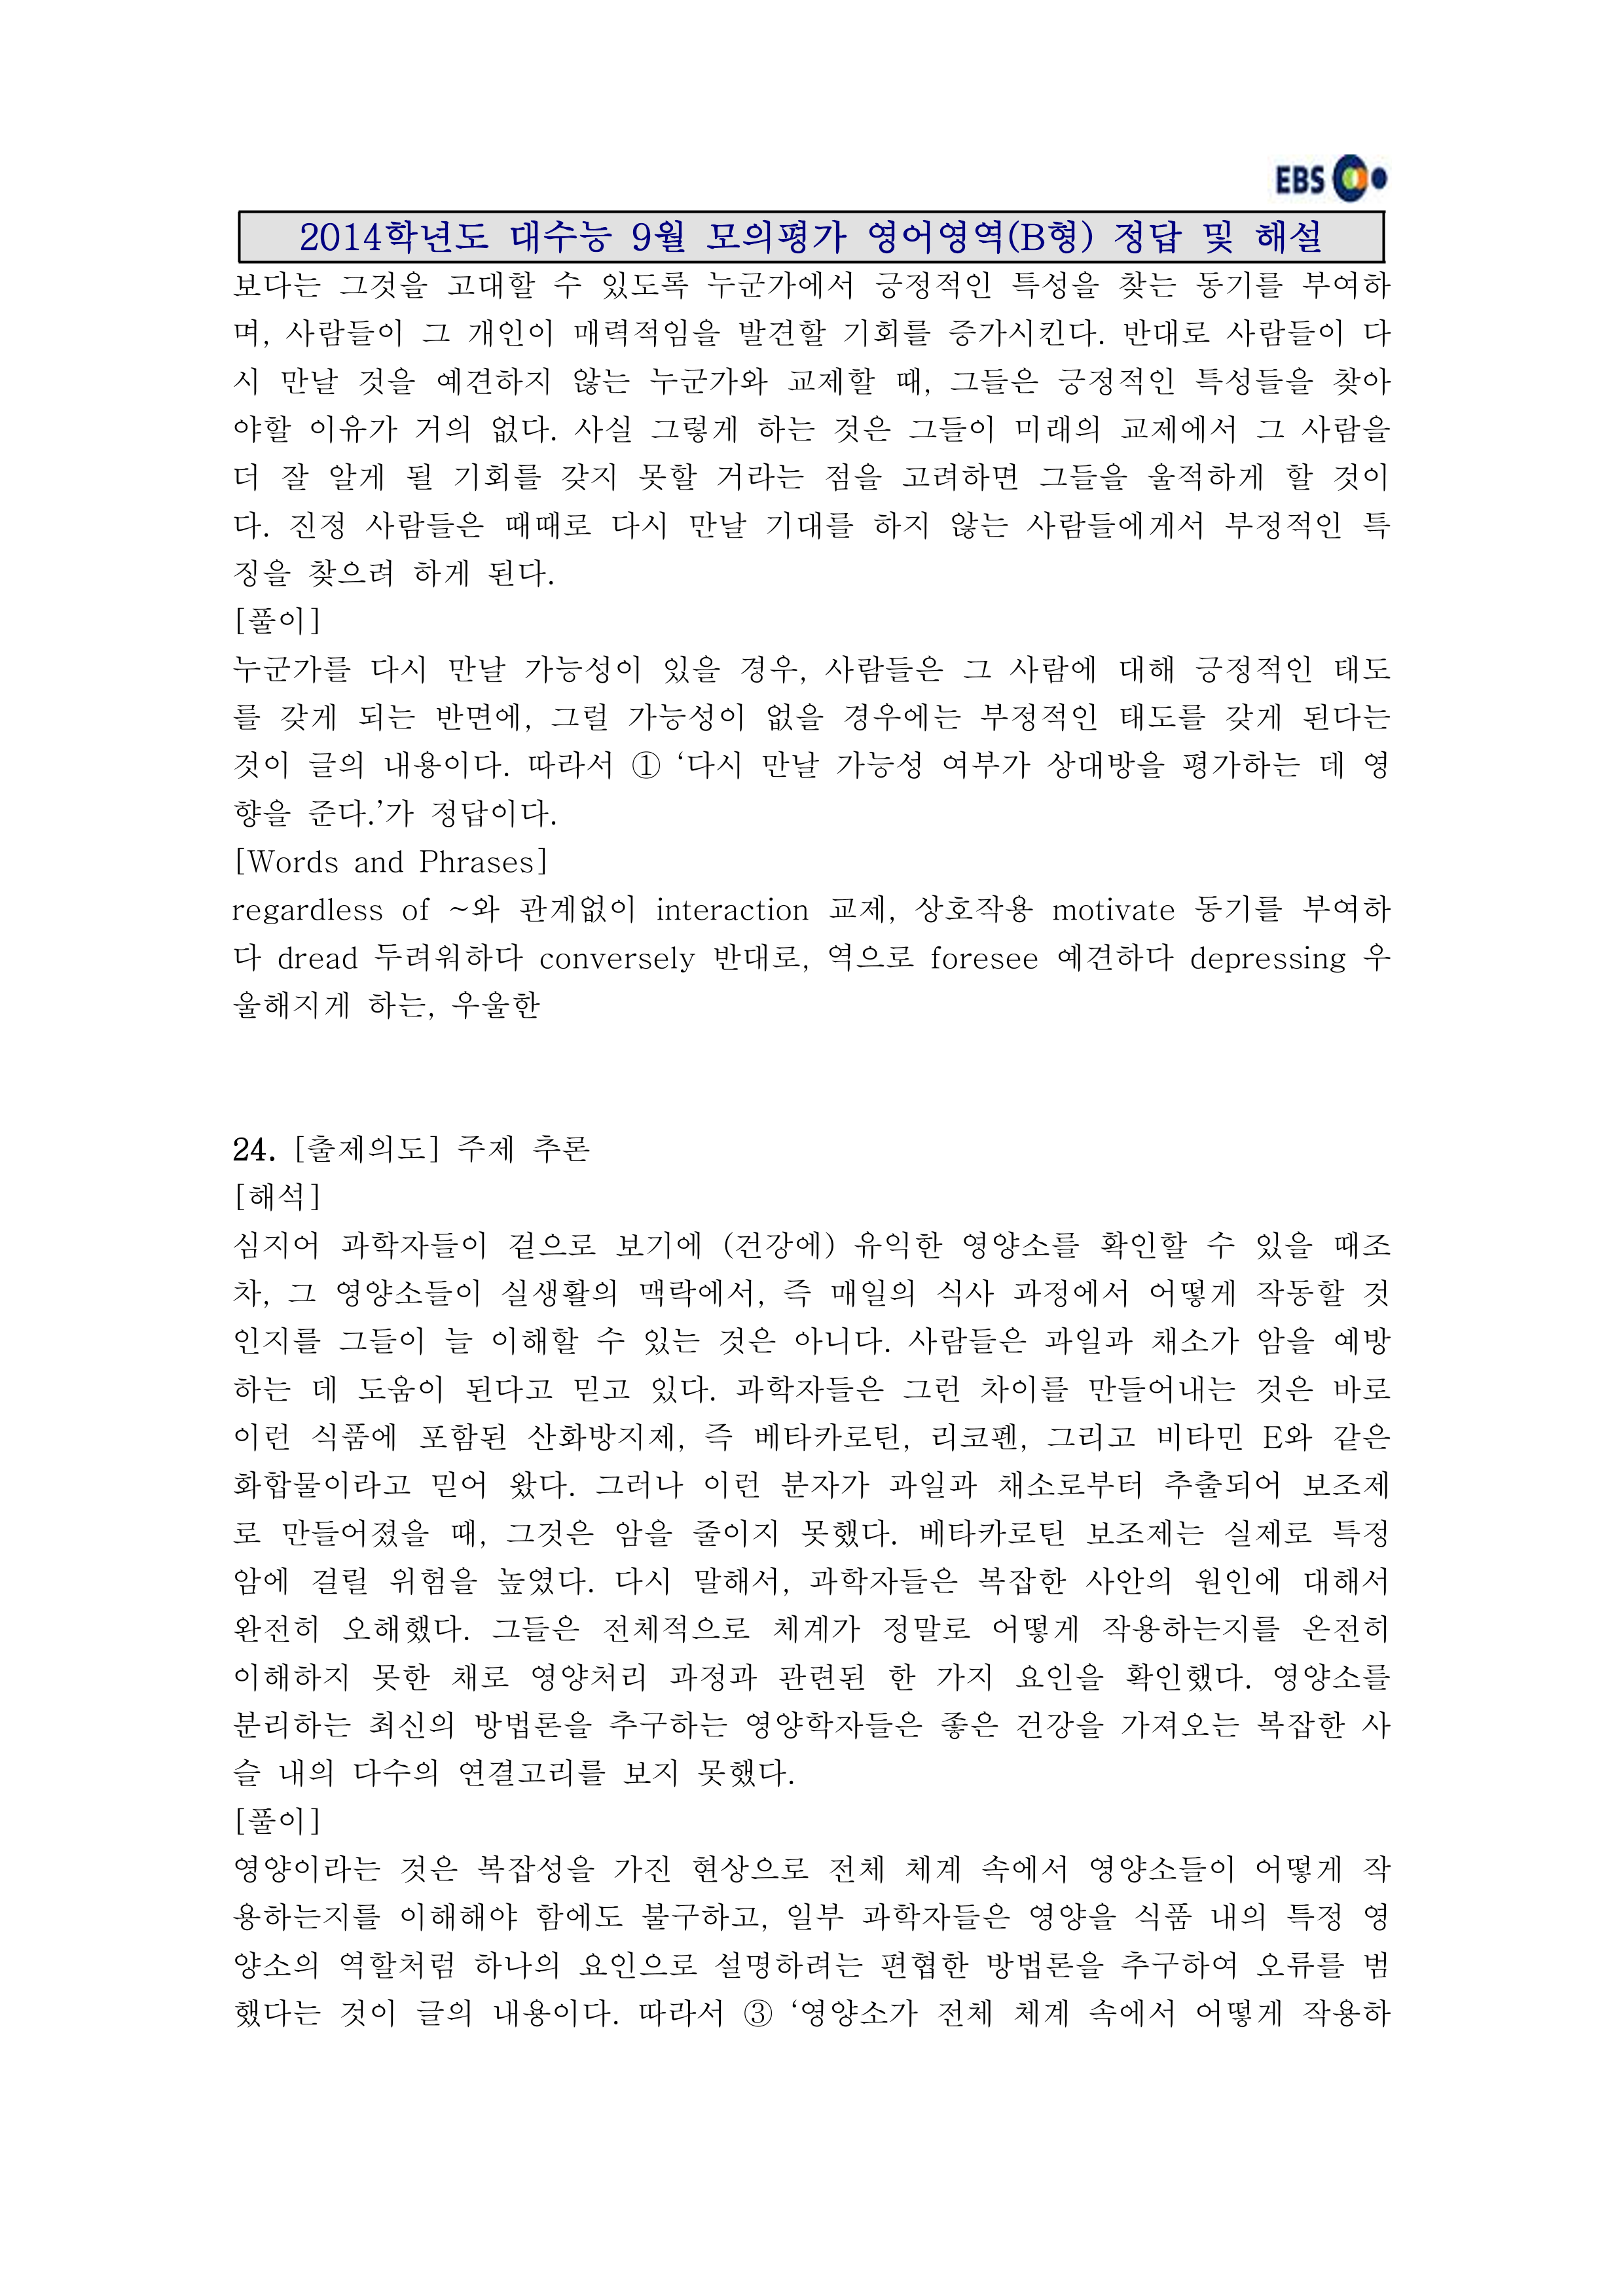 EBS
2014학년도 대수능 9월 모의평가 영어영역(B형) 정답 및 해설
보다는 그것을 고대할 수 있도록 누군가에서 긍정적인 특성을 찾는 동기를 부여하
며, 사람들이 그 개인이 매력적임을 발견할 기회를 증가시킨다. 반대로 사람들이 다
시 만날 것을 예견하지 않는 누군가와 교제할 때, 그들은 긍정적인 특성들을 찾아
야할 이유가 거의 없다. 사실 그렇게 하는 것은 그들이 미래의 교제에서 그 사람을
더 잘 알게 될 기회를 갖지 못할 거라는 점을 고려하면 그들을 울적하게 할 것이
다. 진정 사람들은 때때로 다시 만날 기대를 하지 않는 사람들에게서 부정적인 특
징을 찾으려 하게 된다.
[풀이]
누군가를 다시 만날 가능성이 있을 경우, 사람들은 그 사람에 대해 긍정적인 태도
를 갖게 되는 반면에, 그럴 가능성이 없을 경우에는 부정적인 태도를 갖게 된다는
것이 글의 내용이다. 따라서 ① ‘다시 만날 가능성 여부가 상대방을 평가하는 데 영
향을 준다.’가 정답이다.
[Words and Phrases]
regardless of ~와 관계없이 interaction 교제, 상호작용 motivate 동기를 부여하
다 dread 두려워하다 conversely 반대로, 역으로 foresee 예견하다 depressing 우
울해지게 하는, 우울한
24. [출제의도] 주제 추론
[해석]
심지어 과학자들이 겉으로 보기에 (건강에) 유익한 영양소를 확인할 수 있을 때조
차, 그 영양소들이 실생활의 맥락에서, 즉 매일의 식사 과정에서 어떻게 작동할 것
인지를 그들이 늘 이해할 수 있는 것은 아니다. 사람들은 과일과 채소가 암을 예방
하는 데 도움이 된다고 믿고 있다. 과학자들은 그런 차이를 만들어내는 것은 바로
이런 식품에 포함된 산화방지제, 즉 베타카로틴, 리코펜, 그리고 비타민 E와 같은
화합물이라고 믿어 왔다. 그러나 이런 분자가 과일과 채소로부터 추출되어 보조제
로 만들어졌을 때, 그것은 암을 줄이지 못했다. 베타카로틴 보조제는 실제로 특정
암에 걸릴 위험을 높였다. 다시 말해서, 과학자들은 복잡한 사안의 원인에 대해서
완전히 오해했다. 그들은 전체적으로 체계가 정말로 어떻게 작용하는지를 온전히
이해하지 못한 채로 영양처리 과정과 관련된 한 가지 요인을 확인했다. 영양소를
분리하는 최신의 방법론을 추구하는 영양학자들은 좋은 건강을 가져오는 복잡한 사
슬 내의 다수의 연결고리를 보지 못했다.
[풀이]
영양이라는 것은 복잡성을 가진 현상으로 전체 체계 속에서 영양소들이 어떻게 작
용하는지를 이해해야 함에도 불구하고, 일부 과학자들은 영양을 식품 내의 특정 영
양소의 역할처럼 하나의 요인으로 설명하려는 편협한 방법론을 추구하여 오류를 범
했다는 것이 글의 내용이다. 따라서 ③ ‘영양소가 전체 체계 속에서 어떻게 작용하